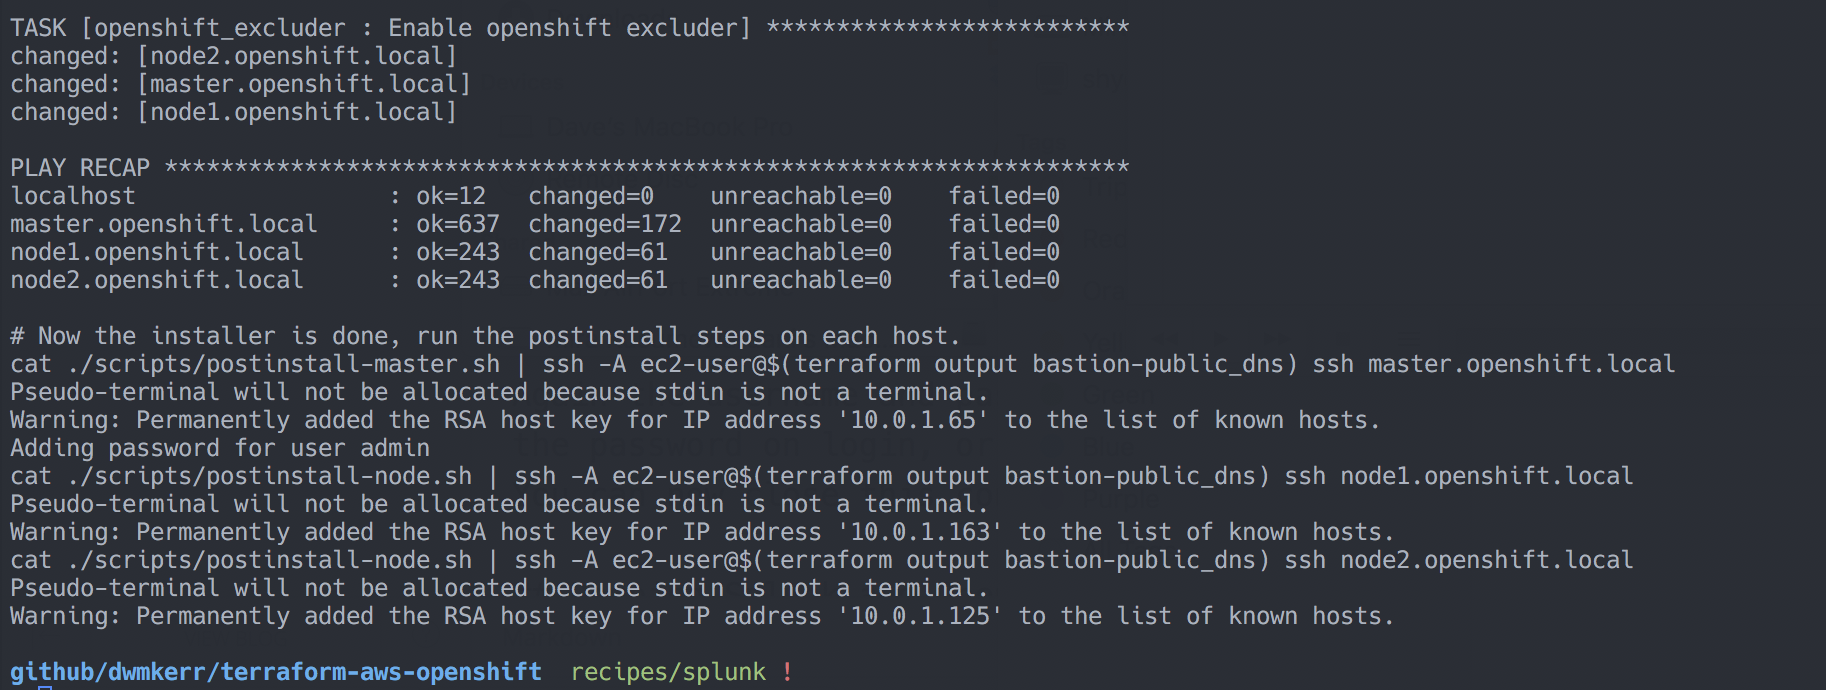 TASK [openshift_excluder : Enable openshift excluder] **************************
changed: [node2.openshift.local]
changed: [master.openshift.local]
changed: [node1.openshift.local]
PLAY RECAP *********************************************************************
localhost                  : ok=12   changed=0    unreachable=0    failed=0
master.openshift.local     : ok=637  changed=172  unreachable=0    failed=0
node1.openshift.local      : ok=243  changed=61   unreachable=0    failed=0
node2.openshift.local      : ok=243  changed=61   unreachable=0    failed=0
# Now the installer is done, run the postinstall steps on each host.
cat ./scripts/postinstall-master.sh | ssh -A ec2-user@$(terraform output bastion-public_dns) ssh master.openshift.local
Pseudo-terminal will not be allocated because stdin is not a terminal.
Warning: Permanently added the RSA host key for IP address '10.0.1.65' to the list of known hosts.
Adding password for user admin
cat ./scripts/postinstall-node.sh | ssh -A ec2-user@$(terraform output bastion-public_dns) ssh node1.openshift.local
Pseudo-terminal will not be allocated because stdin is not a terminal.
Warning: Permanently added the RSA host key for IP address '10.0.1.163' to the list of known hosts.
cat ./scripts/postinstall-node.sh | ssh -A ec2-user@$(terraform output bastion-public_dns) ssh node2.openshift.local
Pseudo-terminal will not be allocated because stdin is not a terminal.
Warning: Permanently added the RSA host key for IP address '10.0.1.125' to the list of known hosts.
github/dwmkerr/terraform-aws-openshift  recipes/splunk !